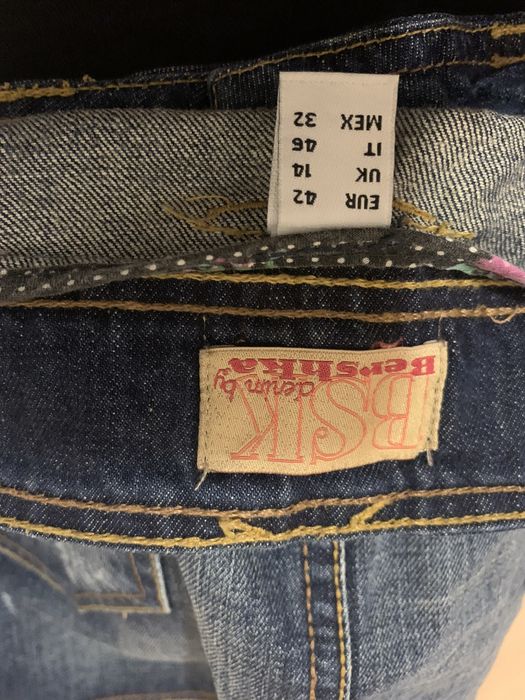 EUR 42
UK 14
IT 46
MEX 32
BSK
denim by
Bershka